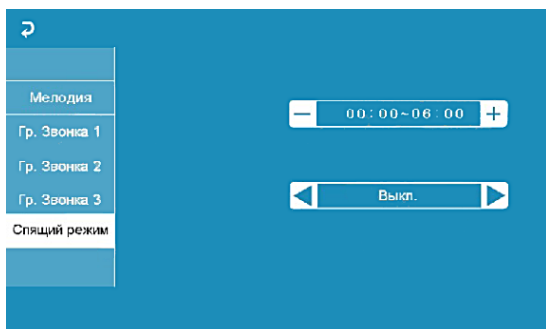 Мелодия
Гр. Звонка 1
Гр. Звонка 2
Гр. Звонка 3
Спящий режим
— 00:00~06:00 +
Выкл.